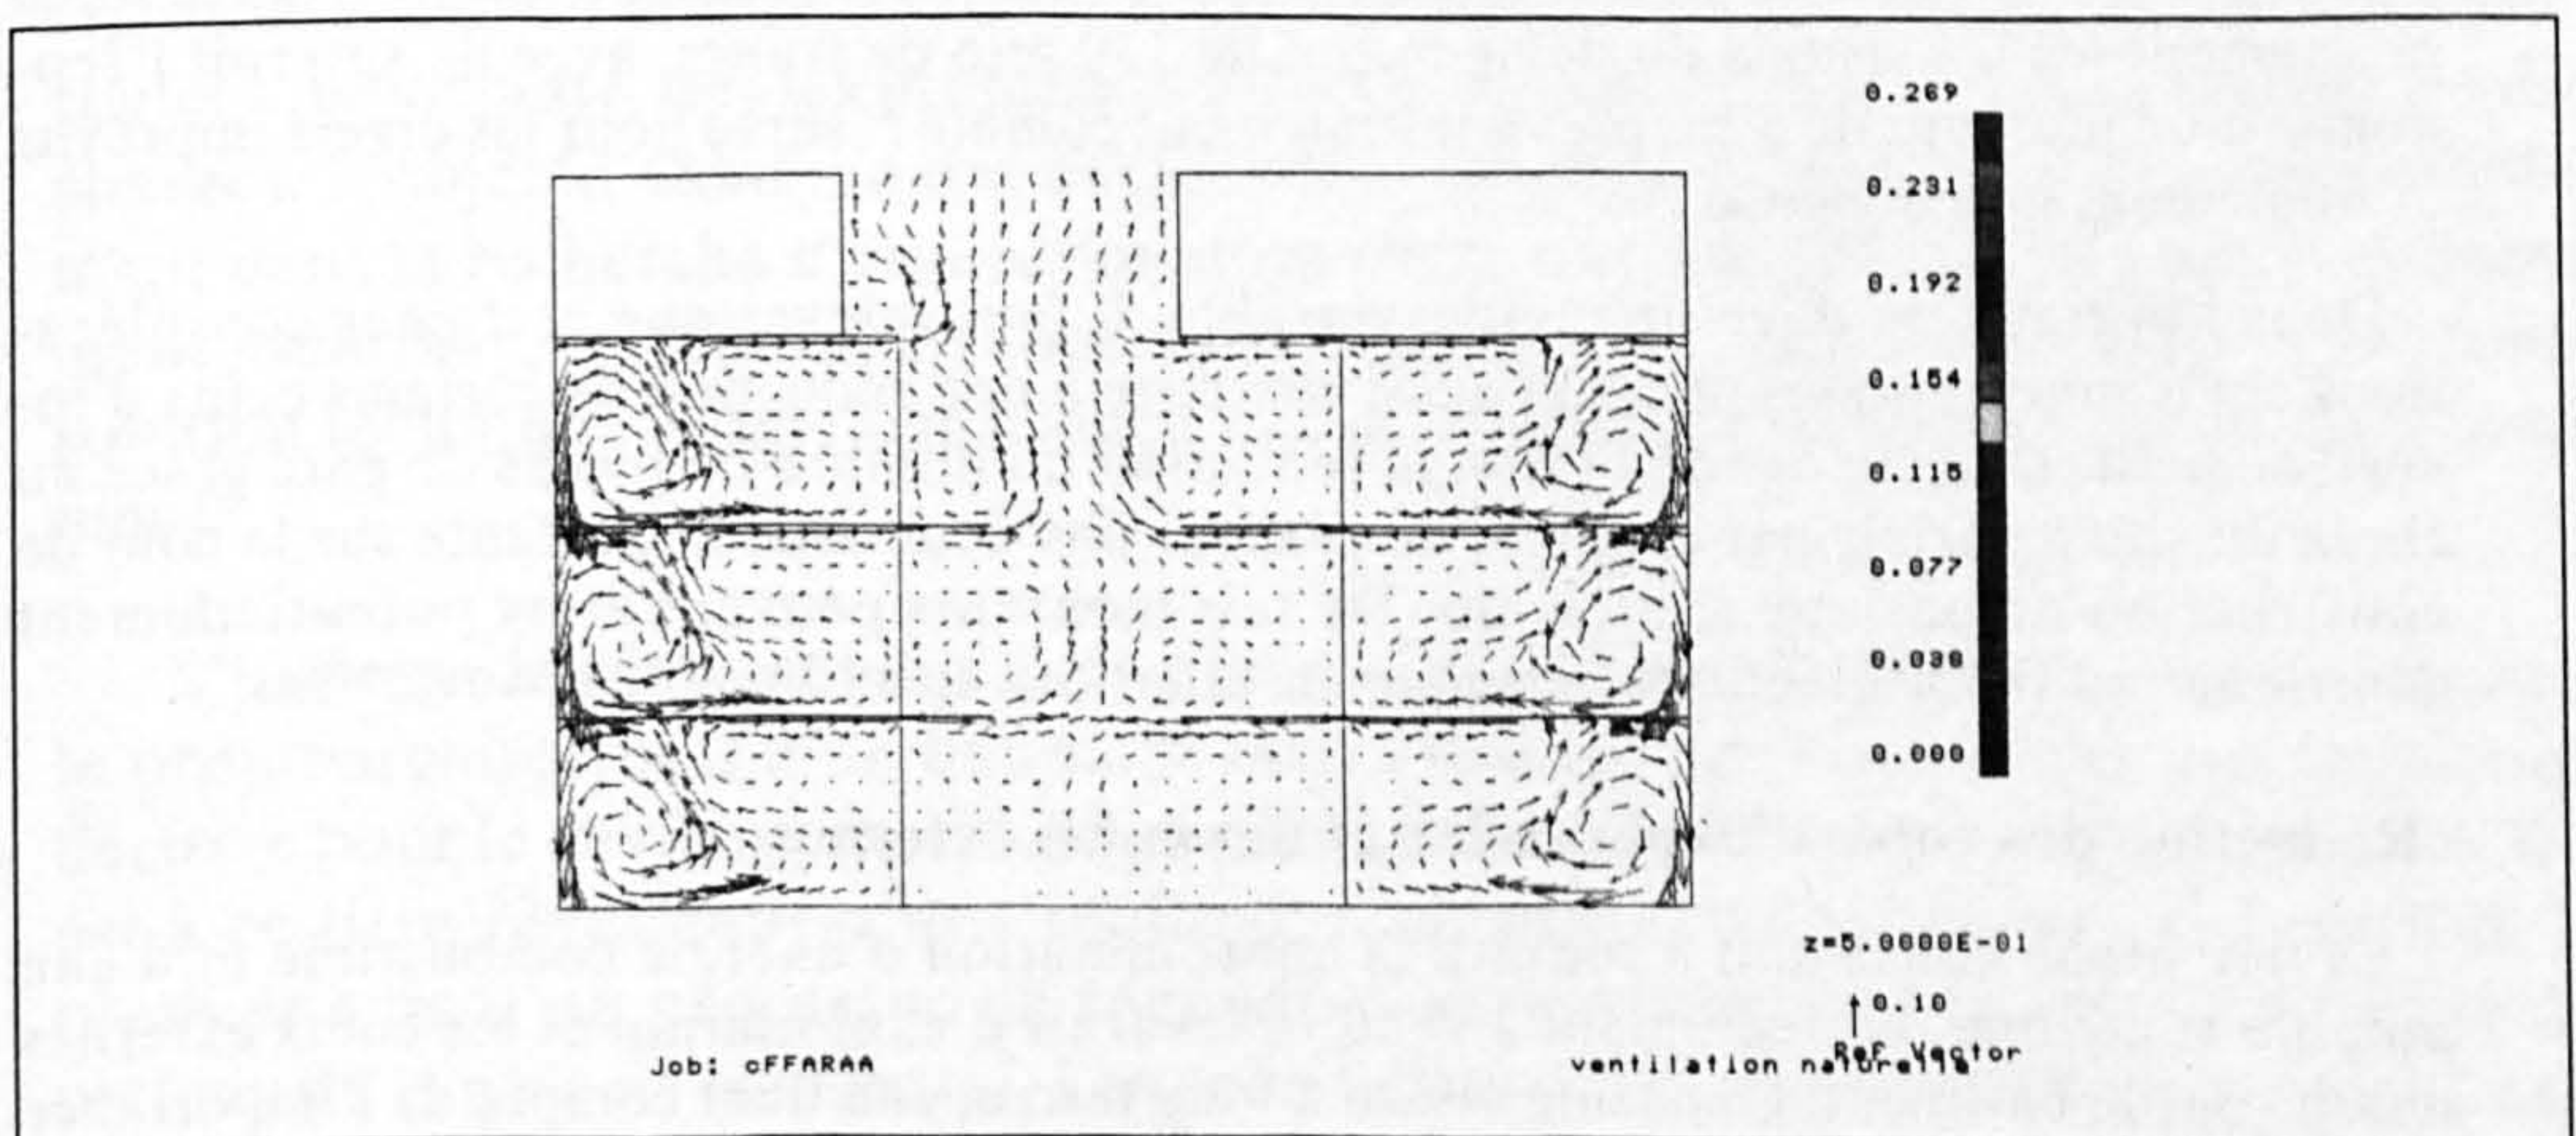 0.269
0.231
0.192
0.154
0.115
0.077
0.038
0.000
z=5.0000E-01
0.10
Ref Vector
Job: cFFARAA
ventilation naturelle